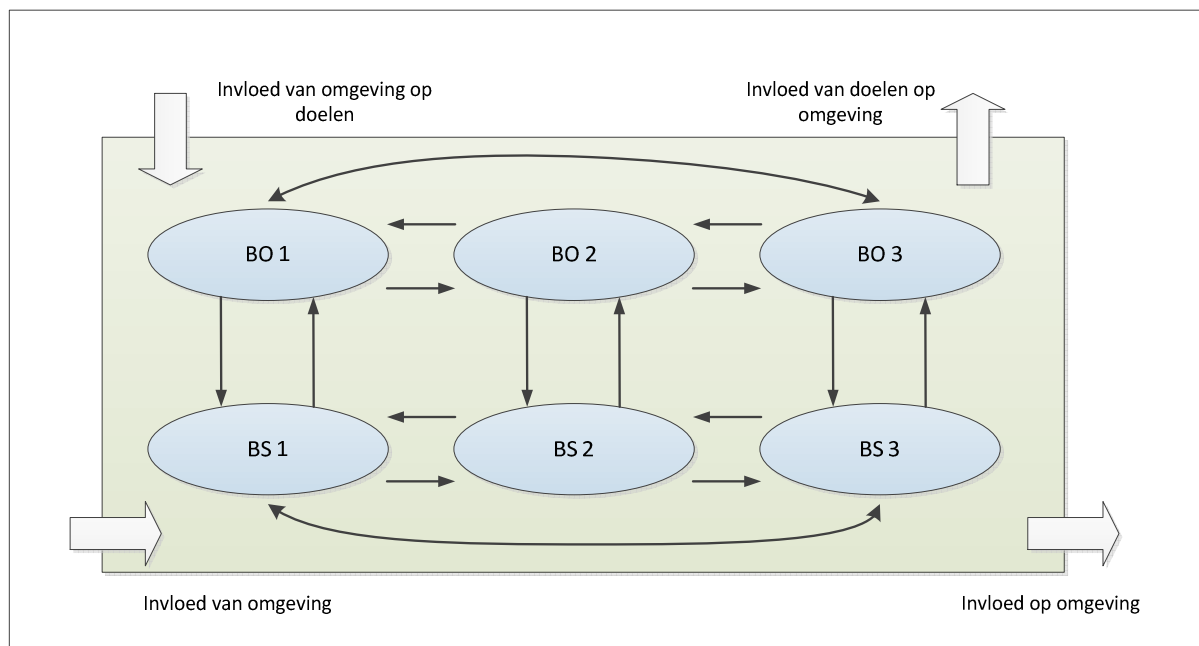 Invloed van omgeving op
doelen
Invloed van doelen op
omgeving
BO 1
BO 2
BO 3
BS 1
BS 2
BS 3
Invloed van omgeving
Invloed op omgeving